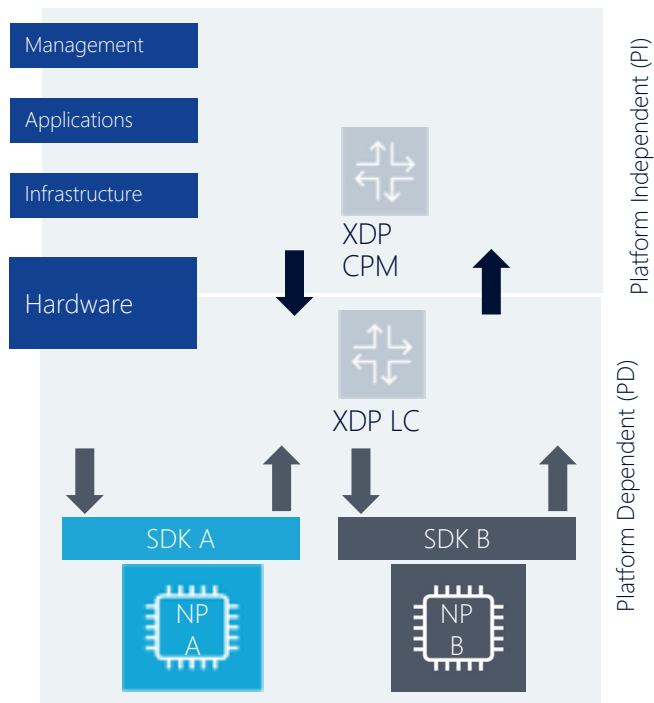 Management
Applications
Infrastructure
Hardware
XDP
CPM
Platform Independent (PI)
XDP LC
Platform Dependent (PD)
SDK A
SDK B
NP
A
NP
B